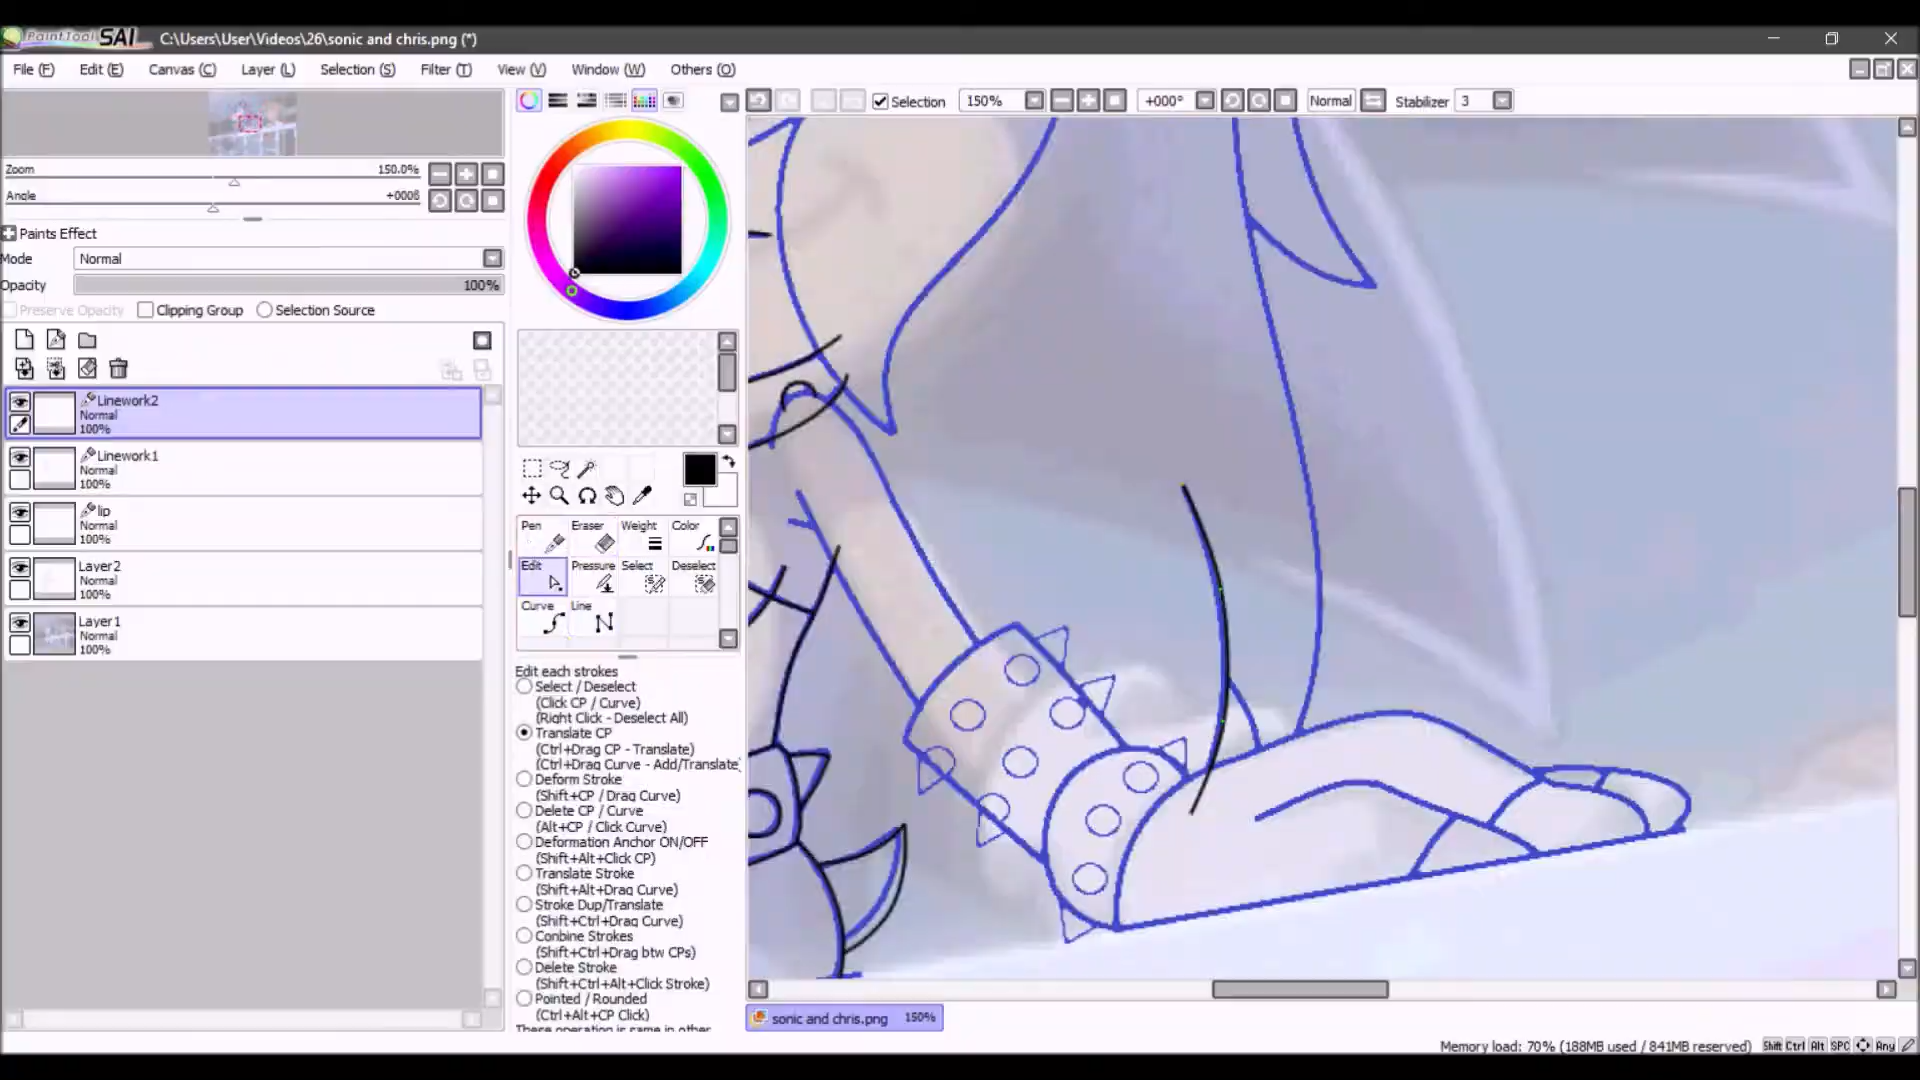 PaintTool SAI C:\Users\User\Videos\26\sonic and chris.png (*)
File (F) Edit (E) Canvas (C) Layer (L) Selection (S) Filter (T) View (V) Window (W) Others (O)
Selection 150% +000° Normal Stabilizer 3
Zoom 150.0%
Angle
Paints Effect
Mode Normal
Opacity 100%
Preserve Opacity Clipping Group Selection Source
Linework2
Normal
100%
Linework1
Normal
100%
lip
Normal
100%
Layer2
Normal
100%
Layer1
Normal
100%
Pen Eraser Weight Color
Edit Pressure Select Deselect
Curve Line
Edit each strokes
Select / Deselect
(Click CP / Curve)
(Right Click - Deselect All)
Translate CP
(Ctrl+Drag CP - Translate)
(Ctrl+Drag Curve - Add/Translate)
Deform Stroke
(Shift+CP / Drag Curve)
Delete CP / Curve
(Alt+CP / Click Curve)
Deformation Anchor ON/OFF
(Shift+Alt+Click CP)
Translate Stroke
(Shift+Alt+Drag Curve)
Stroke Dup/Translate
(Shift+Ctrl+Drag Curve)
Conbine Strokes
(Shift+Ctrl+Drag btw CPs)
Delete Stroke
(Shift+Ctrl+Alt+Click Stroke)
Pointed / Rounded
(Ctrl+Alt+CP Click)
These operation is same in other
sonic and chris.png 150%
Memory load: 70% (188MB used / 841MB reserved) Shift Ctrl Alt SPC Any